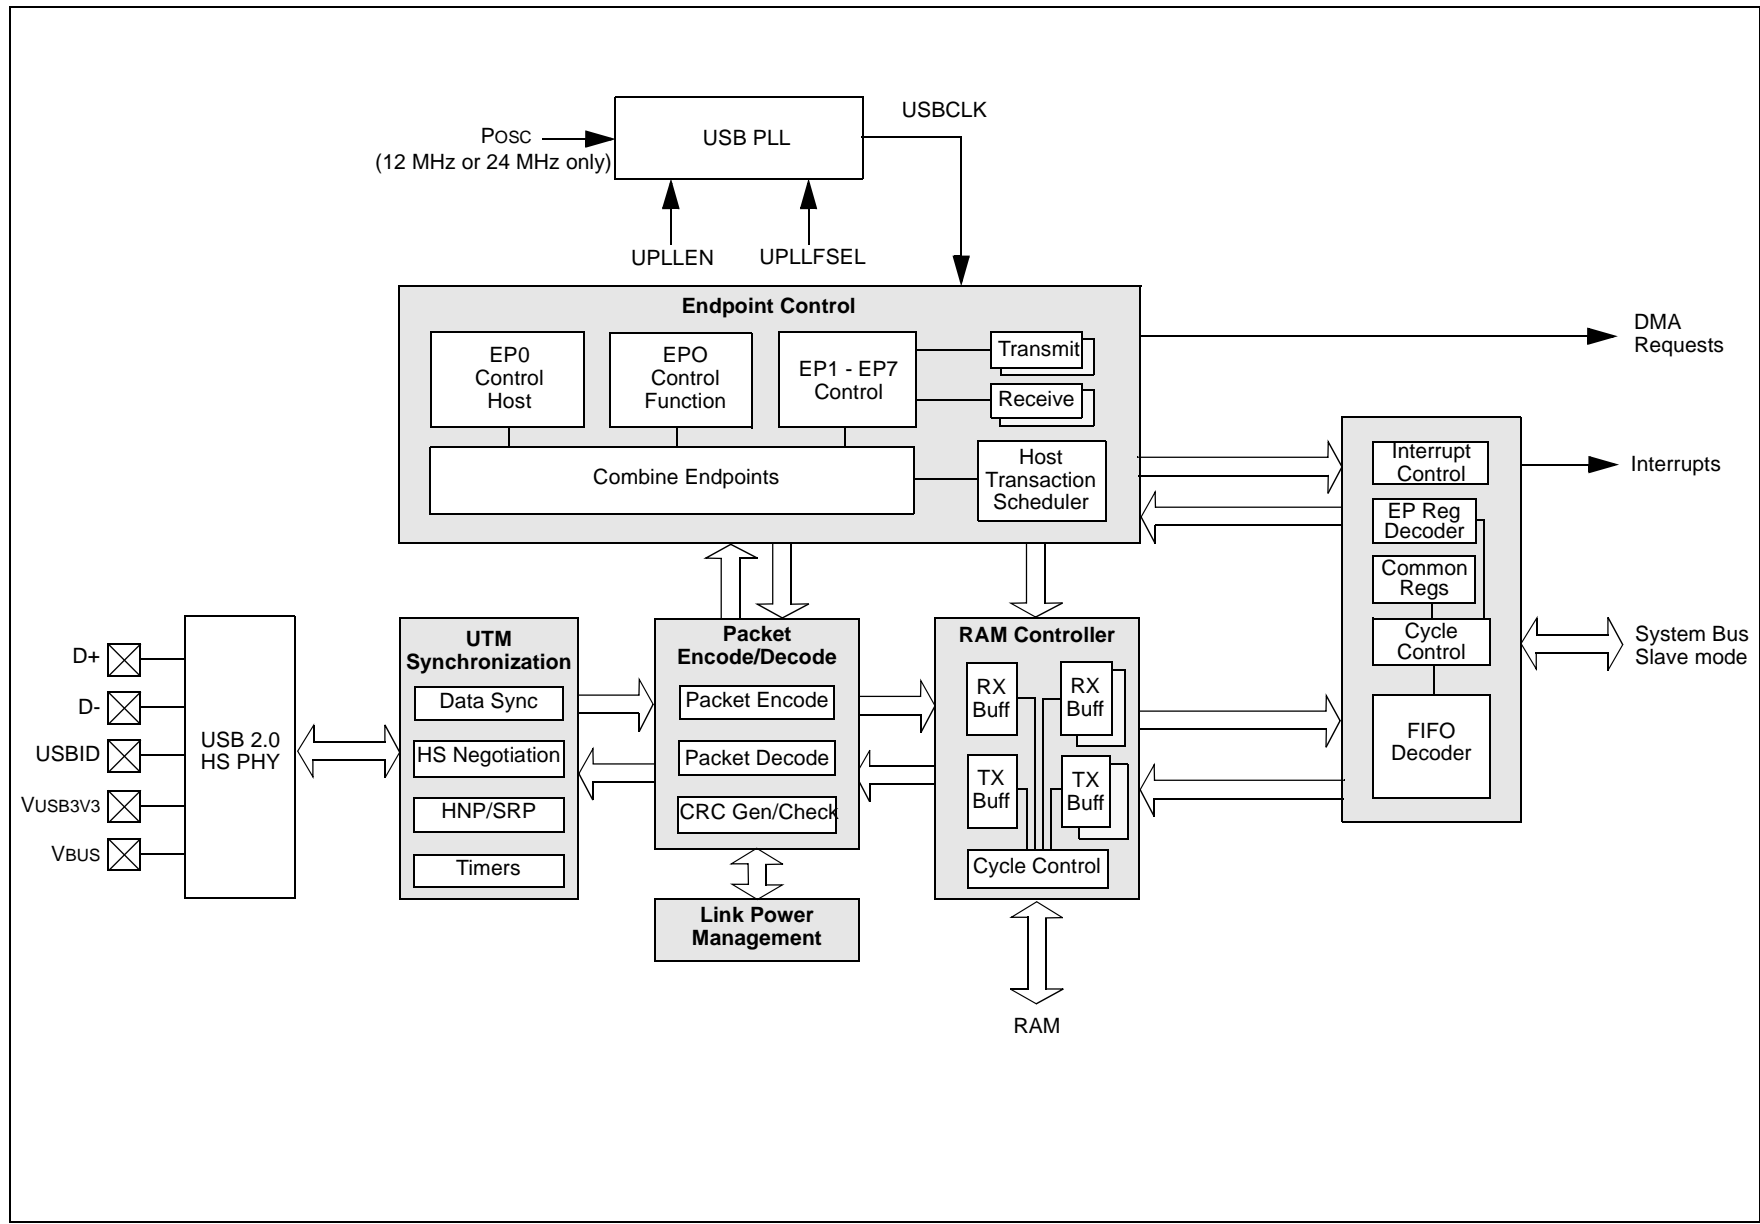 USBCLK
POSC
(12 MHz or 24 MHz only)
USB PLL
UPLLEN
UPLLFSEL
Endpoint Control
EP0
Control
Host
EPO
Control
Function
EP1 - EP7
Control
Transmit
Receive
Combine Endpoints
Host
Transaction
Scheduler
DMA
Requests
Interrupt
Control
Interrupts
EP Reg
Decoder
Common
Regs
Cycle
Control
FIFO
Decoder
System Bus
Slave mode
D+
D-
USBID
VUSB3V3
VBUS
USB 2.0
HS PHY
UTM
Synchronization
Data Sync
HS Negotiation
HNP/SRP
Timers
Packet
Encode/Decode
Packet Encode
Packet Decode
CRC Gen/Check
Link Power
Management
RAM Controller
RX
Buff
RX
Buff
TX
Buff
TX
Buff
Cycle Control
RAM